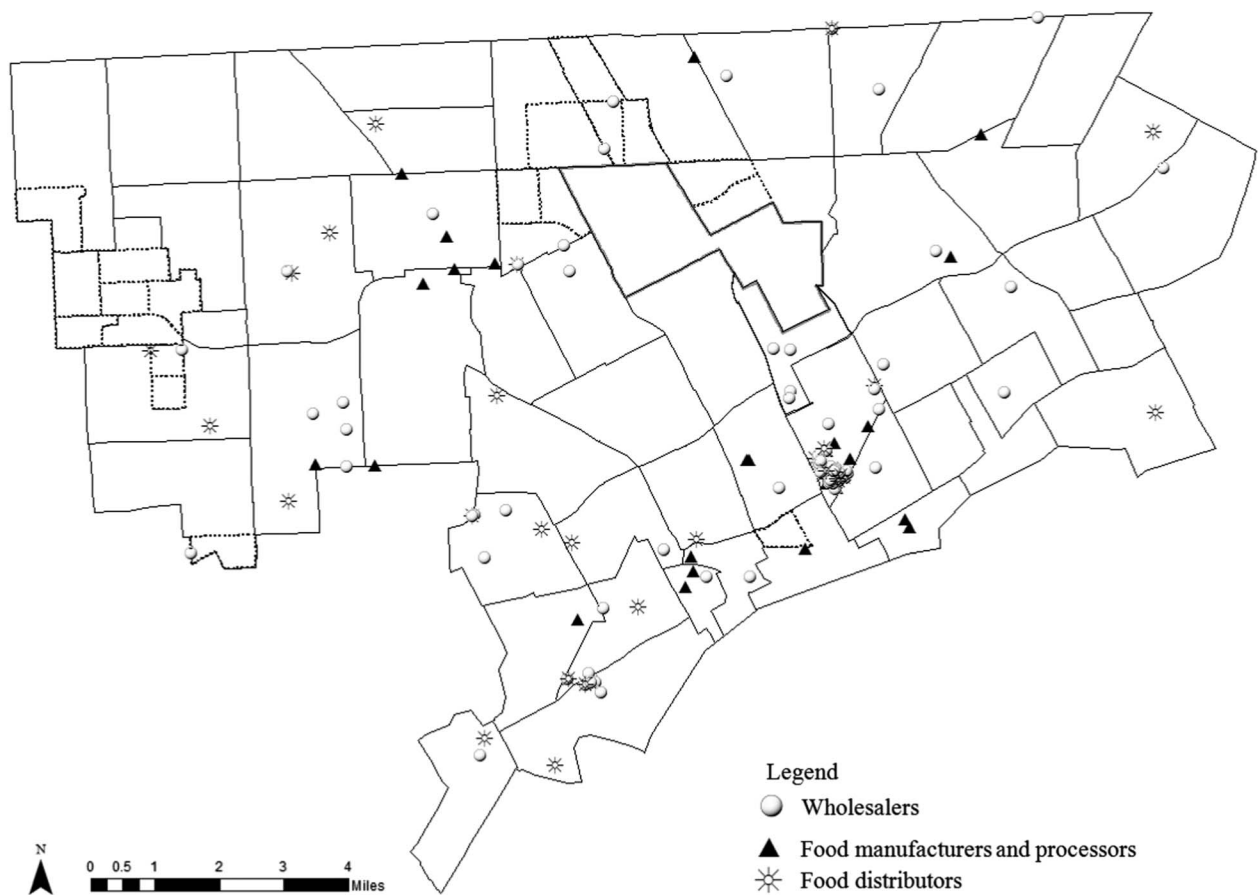 Legend
Wholesalers
Food manufacturers and processors
Food distributors
N
0 0.5 1 2 3 4
Miles